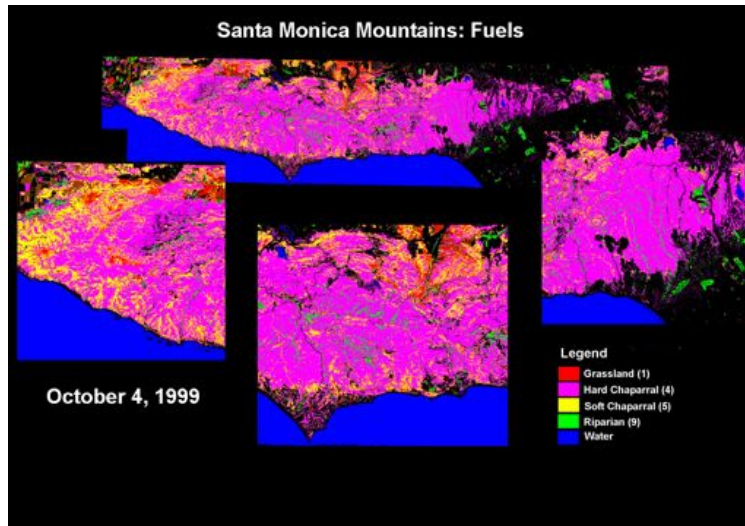 Santa Monica Mountains: Fuels
October 4, 1999
Legend
Grassland (1)
Hard Chaparral (4)
Soft Chaparral (5)
Riparian (9)
Water